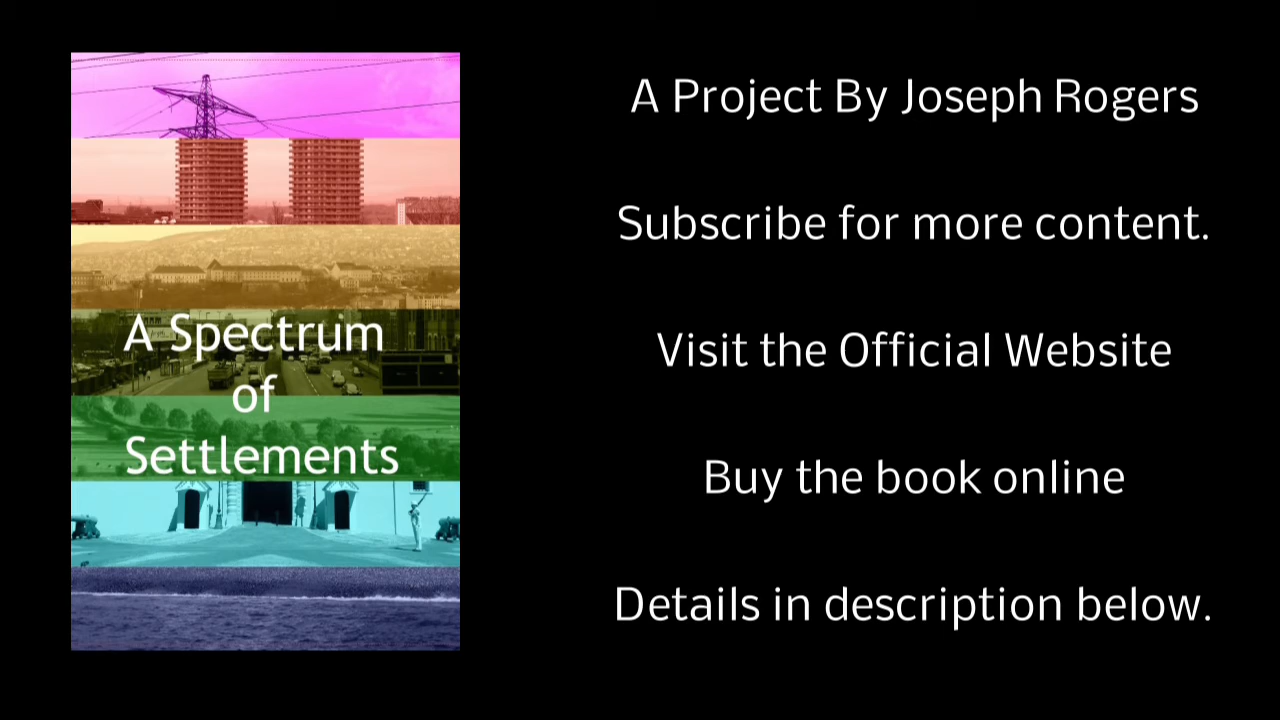 A Spectrum
of
Settlements
A Project By Joseph Rogers
Subscribe for more content.
Visit the Official Website
Buy the book online
Details in description below.